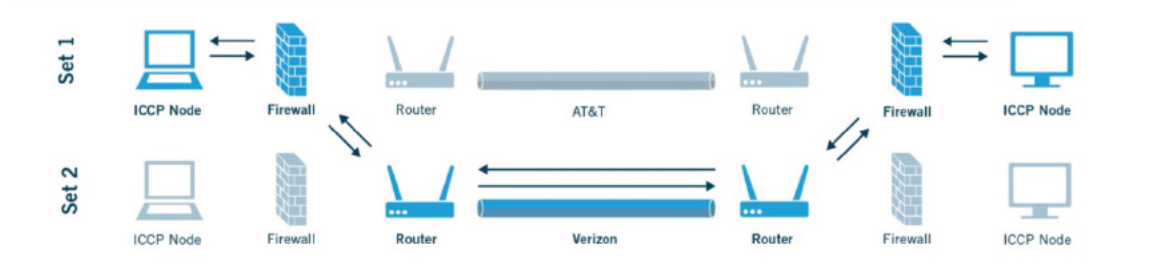 Set 1
ICCP Node
Firewall
Router
AT&T
Router
Firewall
ICCP Node
Set 2
ICCP Node
Firewall
Router
Verizon
Router
Firewall
ICCP Node